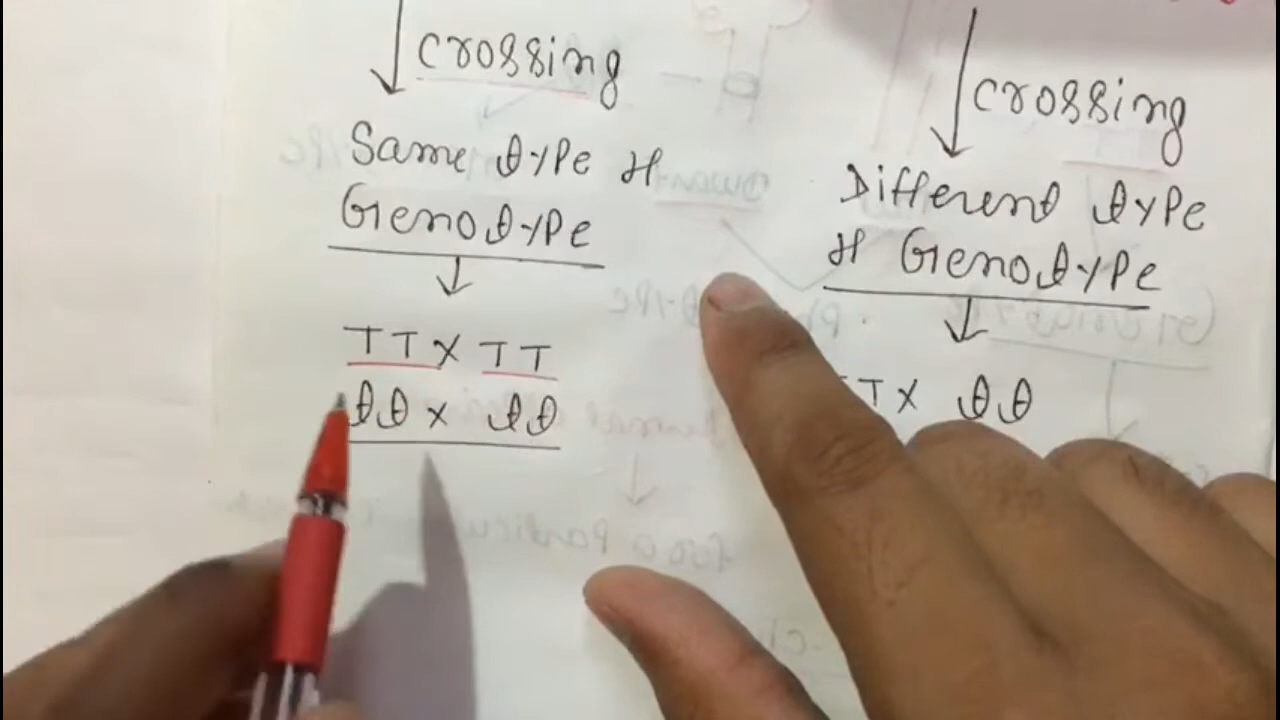 crossing
Same type of
Genotype
TT x TT
tt x tt
crossing
Different type
of Genotype
TT x tt